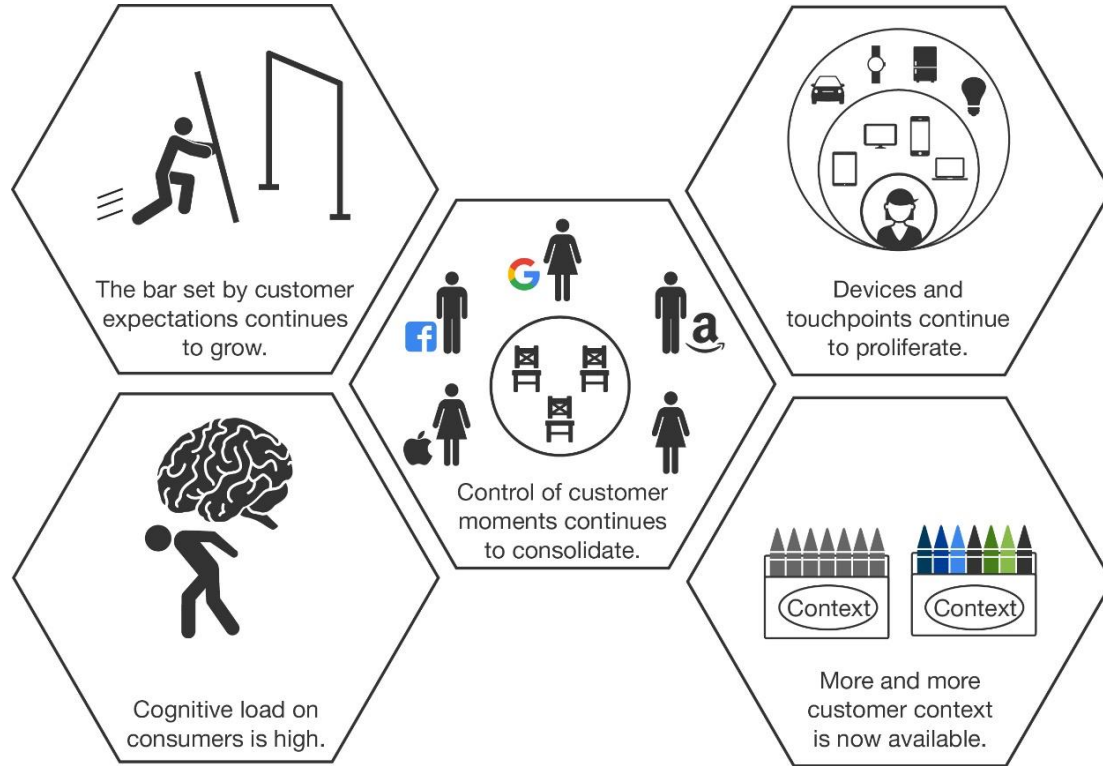 The bar set by customer
expectations continues
to grow.
Devices and
touchpoints continue
to proliferate.
G
f
a
Control of customer
moments continues
to consolidate.
Cognitive load on
consumers is high.
Context
Context
More and more
customer context
is now available.